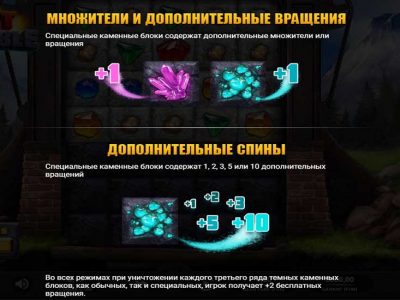 МНОЖИТЕЛИ И ДОПОЛНИТЕЛЬНЫЕ ВРАЩЕНИЯ
Специальные каменные блоки содержат дополнительные множители или
вращения
+1
+1
ДОПОЛНИТЕЛЬНЫЕ СПИНЫ
Специальные каменные блоки содержат 1, 2, 3, 5 или 10 дополнительных
вращений
+1 +2 +3
+5 +10
Во всех режимах при уничтожении каждого третьего ряда темных каменных
блоков, как обычных, так и специальных, игрок получает +2 бесплатных
вращения.